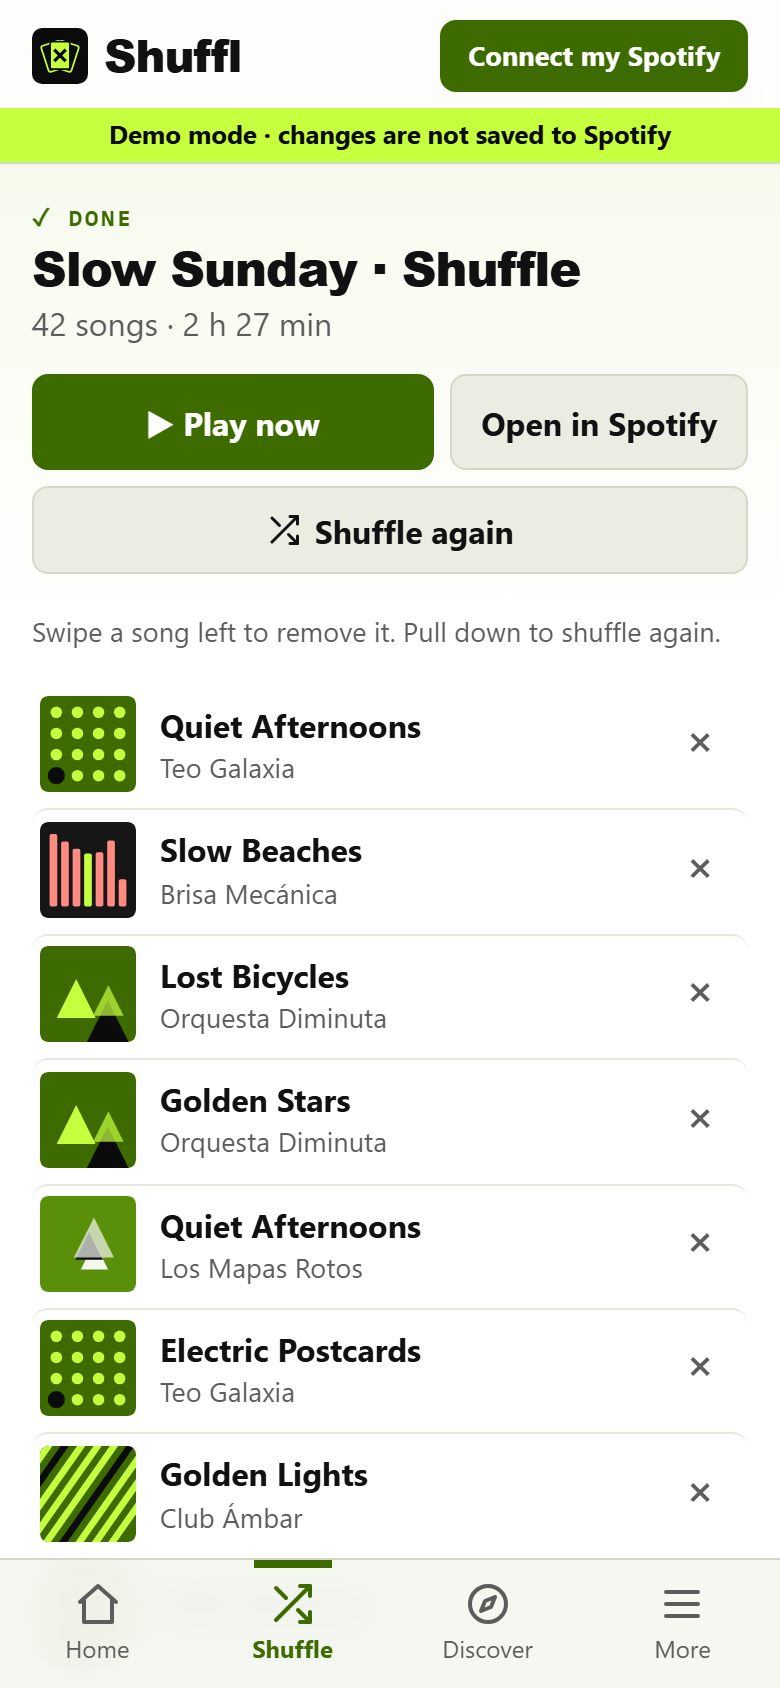 Shuffl
Connect my Spotify
Demo mode · changes are not saved to Spotify
✓ DONE
Slow Sunday · Shuffle
42 songs · 2 h 27 min
▶ Play now
Open in Spotify
Shuffle again
Swipe a song left to remove it. Pull down to shuffle again.
Quiet Afternoons
Teo Galaxia
Slow Beaches
Brisa Mecánica
Lost Bicycles
Orquesta Diminuta
Golden Stars
Orquesta Diminuta
Quiet Afternoons
Los Mapas Rotos
Electric Postcards
Teo Galaxia
Golden Lights
Club Ámbar
Home
Shuffle
Discover
More